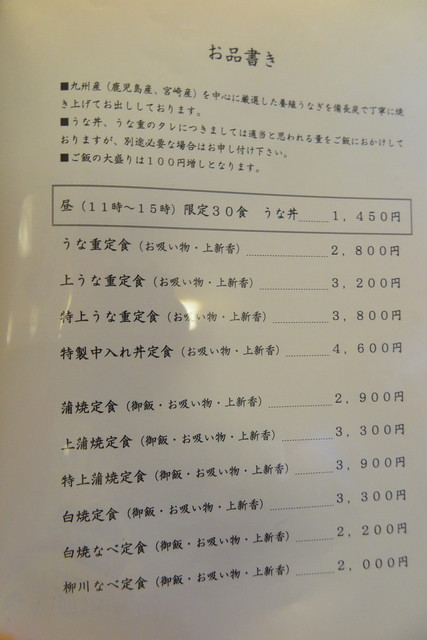 お品書き
■九州産（鹿児島産、宮崎産）を中心に厳選した養殖うなぎを備長炭で丁寧に焼
き上げてお出ししております。
■うな丼、うな重のタレにつきましては適当と思われる量をご飯におかけして
おりますが、別途必要な場合はお申し付け下さい。
■ご飯の大盛りは１００円増しとなります。
昼（１１時～１５時）限定３０食 うな丼 １，４５０円
うな重定食（お吸い物・上新香） ２，８００円
上うな重定食（お吸い物・上新香） ３，２００円
特上うな重定食（お吸い物・上新香） ３，８００円
特製中入れ丼定食（お吸い物・上新香） ４，６００円
蒲焼定食（御飯・お吸い物・上新香） ２，９００円
上蒲焼定食（御飯・お吸い物・上新香） ３，３００円
特上蒲焼定食（御飯・お吸い物・上新香） ３，９００円
白焼定食（御飯・お吸い物・上新香） ３，３００円
白焼なべ定食（御飯・お吸い物・上新香） ２，２００円
柳川なべ定食（御飯・お吸い物・上新香） ２，０００円